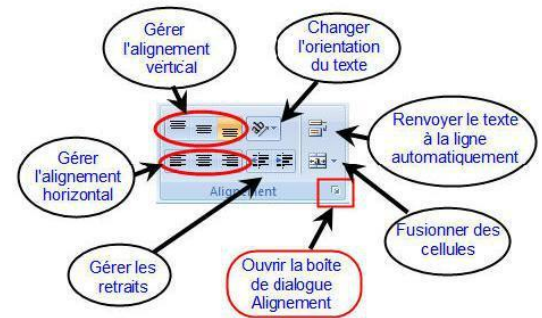 Gérer
l'alignement
vertical
Changer
l'orientation
du texte
Renvoyer le texte
à la ligne
automatiquement
Gérer
l'alignement
horizontal
Alignement
Fusionner des
cellules
Gérer les
retraits
Ouvrir la boîte
de dialogue
Alignement